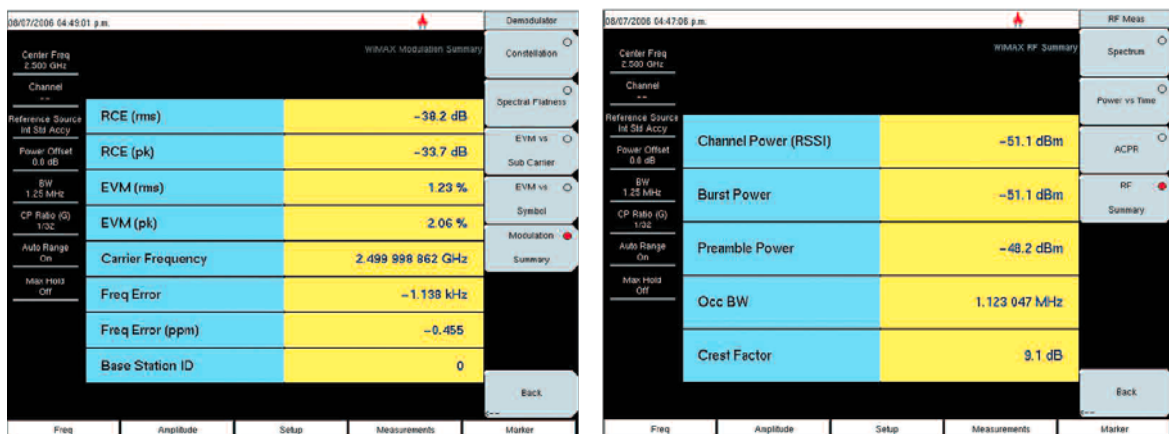 08/07/2006 04:49:01 p.m.
Demodulator
Center Freq
2.500 GHz
Channel
--
Reference Source
Int Std Accy
Power Offset
0.0 dB
BW
1.25 MHz
CP Ratio (G)
1/32
Auto Range
On
Max Hold
Off
WiMAX Modulation Summary
RCE (rms) -38.2 dB
RCE (pk) -33.7 dB
EVM (rms) 1.23 %
EVM (pk) 2.06 %
Carrier Frequency 2.499 998 862 GHz
Freq Error -1.138 kHz
Freq Error (ppm) -0.455
Base Station ID 0
Constellation
Spectral Flatness
EVM vs
Sub Carrier
EVM vs
Symbol
Modulation
Summary
Back
<--
Freq Amplitude Setup Measurements Marker
08/07/2006 04:47:06 p.m.
RF Meas
Center Freq
2.500 GHz
Channel
--
Reference Source
Int Std Accy
Power Offset
0.0 dB
BW
1.25 MHz
CP Ratio (G)
1/32
Auto Range
On
Max Hold
Off
WiMAX RF Summary
Channel Power (RSSI) -51.1 dBm
Burst Power -51.1 dBm
Preamble Power -48.2 dBm
Occ BW 1.123 047 MHz
Crest Factor 9.1 dB
Spectrum
Power vs Time
ACPR
RF
Summary
Back
<--
Freq Amplitude Setup Measurements Marker